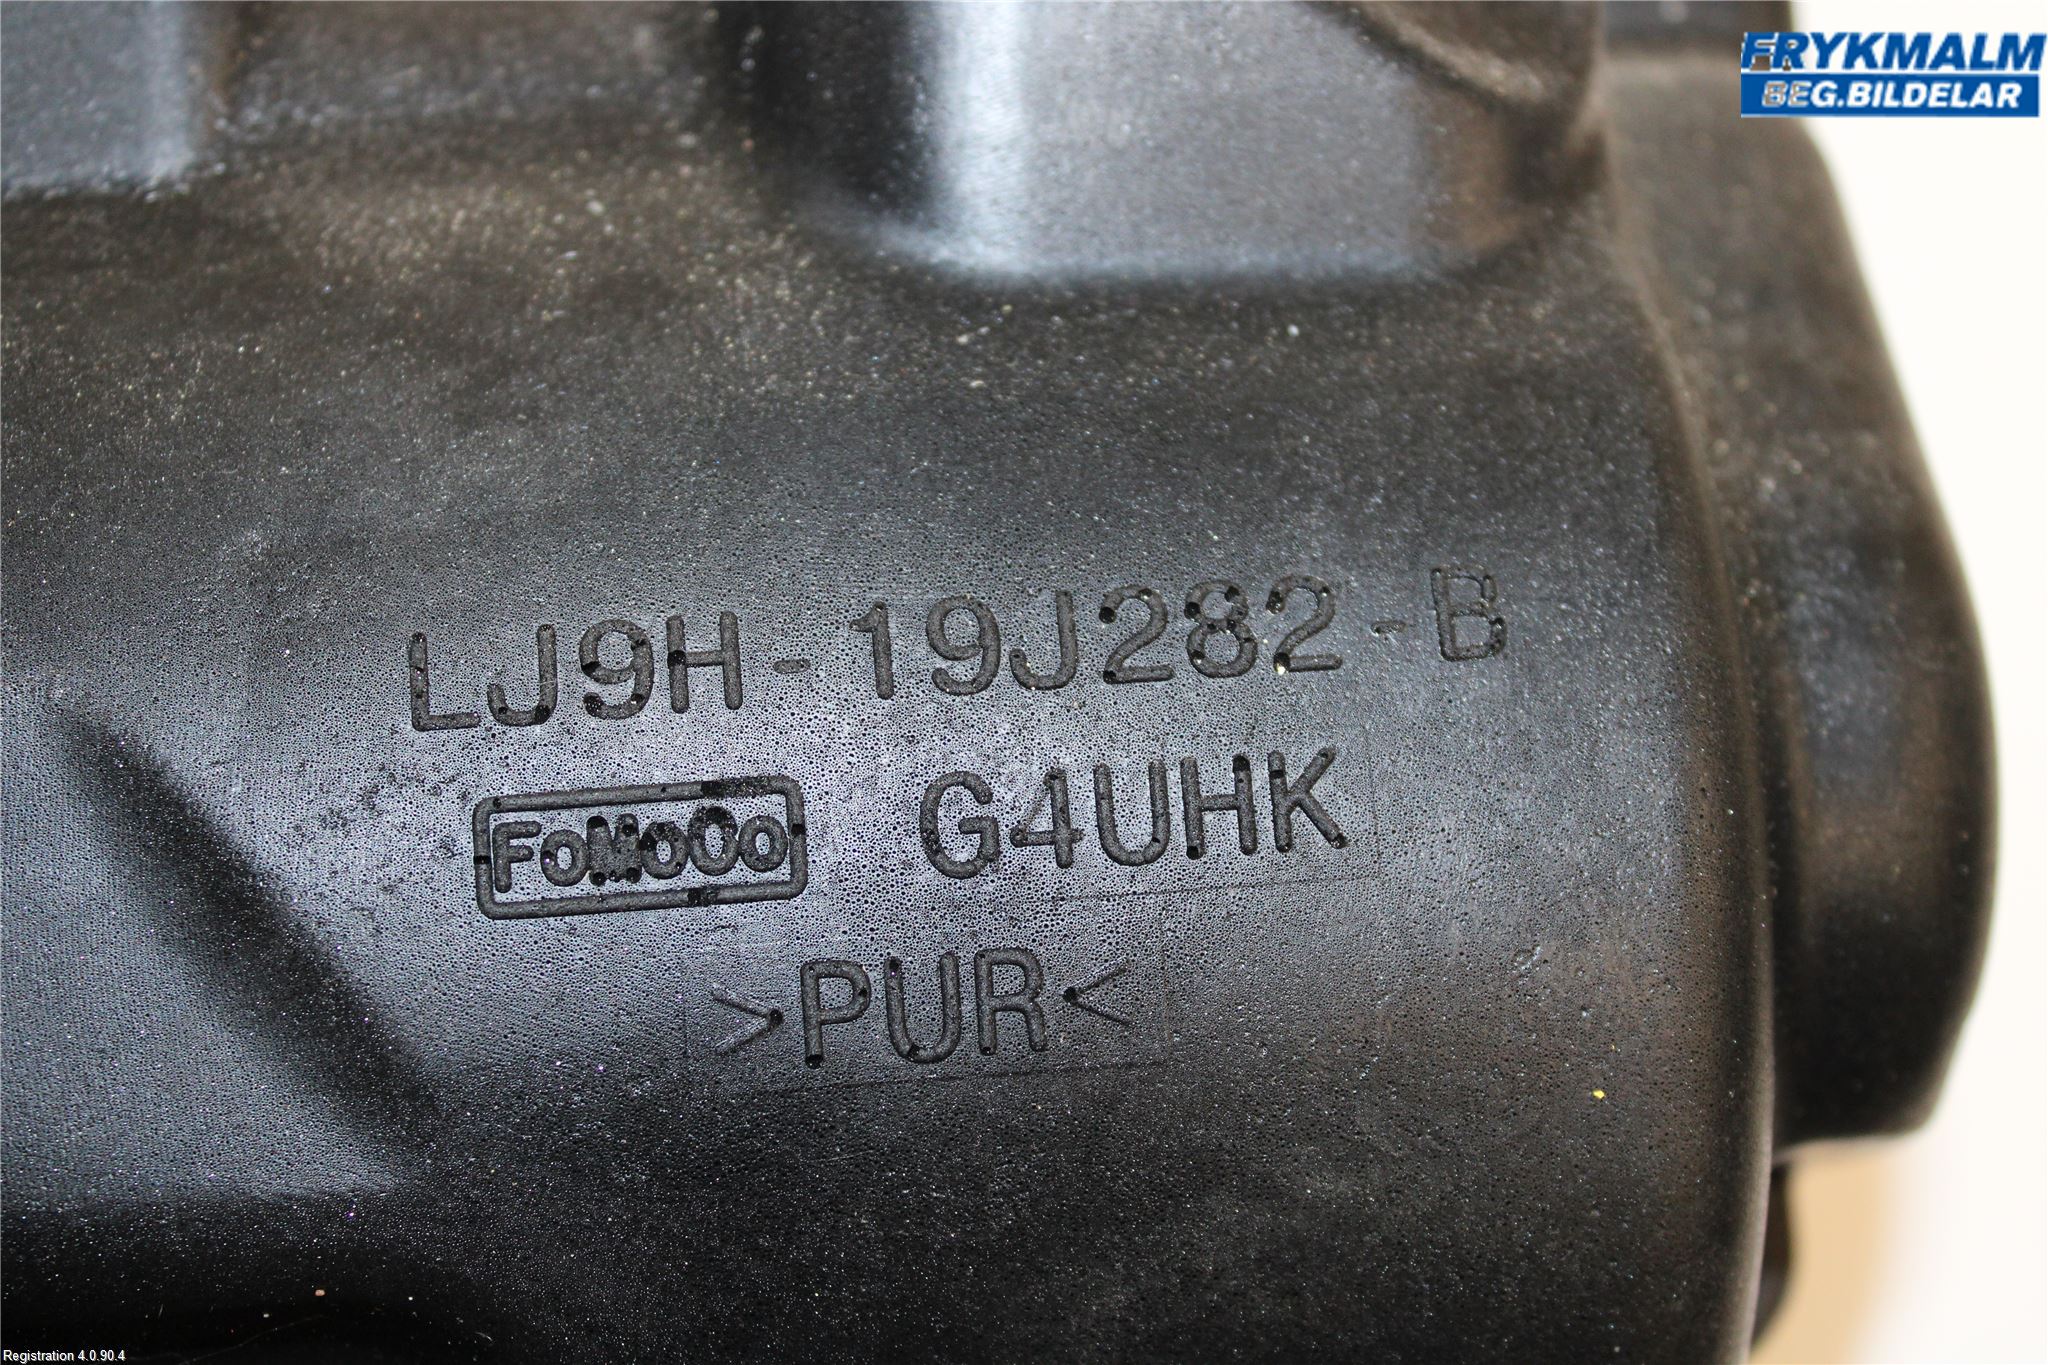 FRYKMALM
BEG.BILDELAR
LJ9H-19J282-B
FoMoCo G4UHK
>PUR<
Registration 4.0.90.4